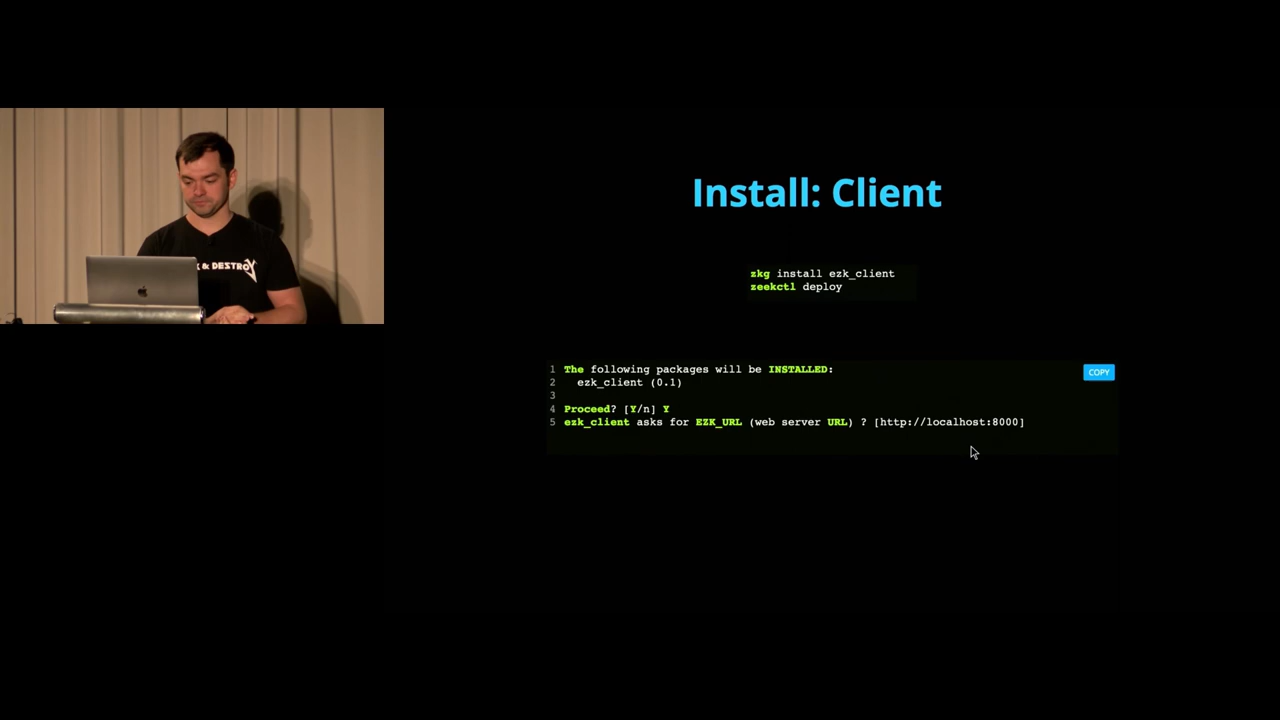 Install: Client
zkg install ezk_client
zeekctl deploy
1 The following packages will be INSTALLED:
2 ezk_client (0.1)
3
4 Proceed? [Y/n] Y
5 ezk_client asks for EZK_URL (web server URL) ? [http://localhost:8000]
COPY
& DESTROY